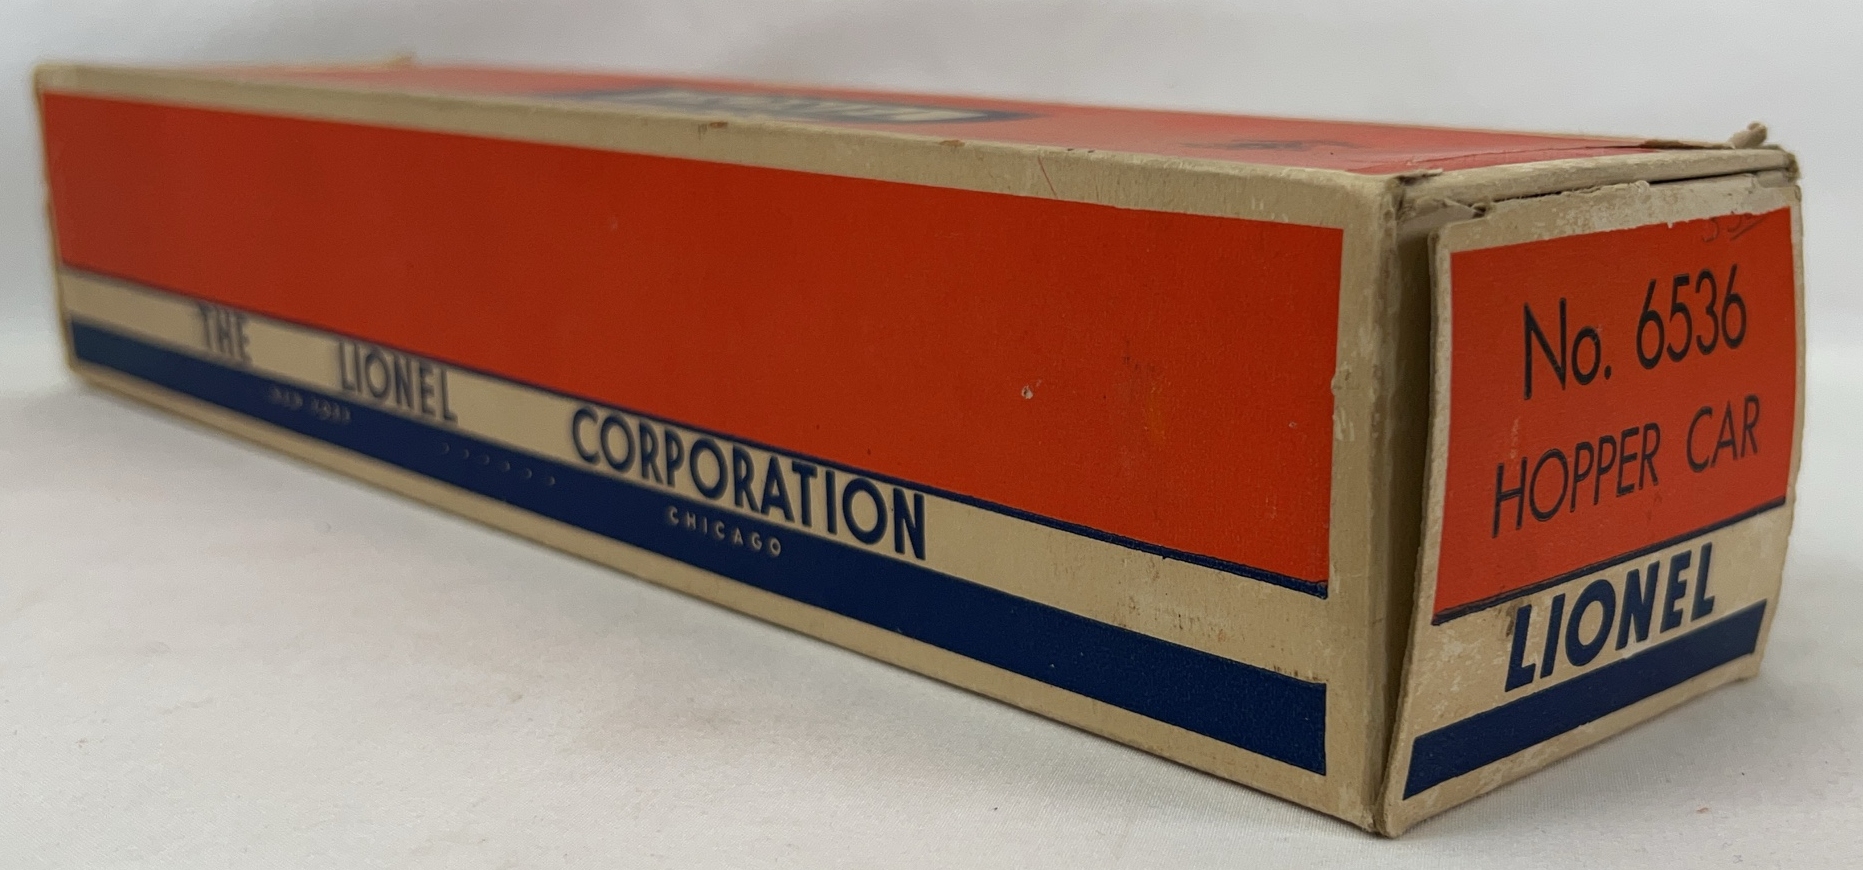 THE LIONEL CORPORATION
CHICAGO
No. 6536
HOPPER CAR
LIONEL